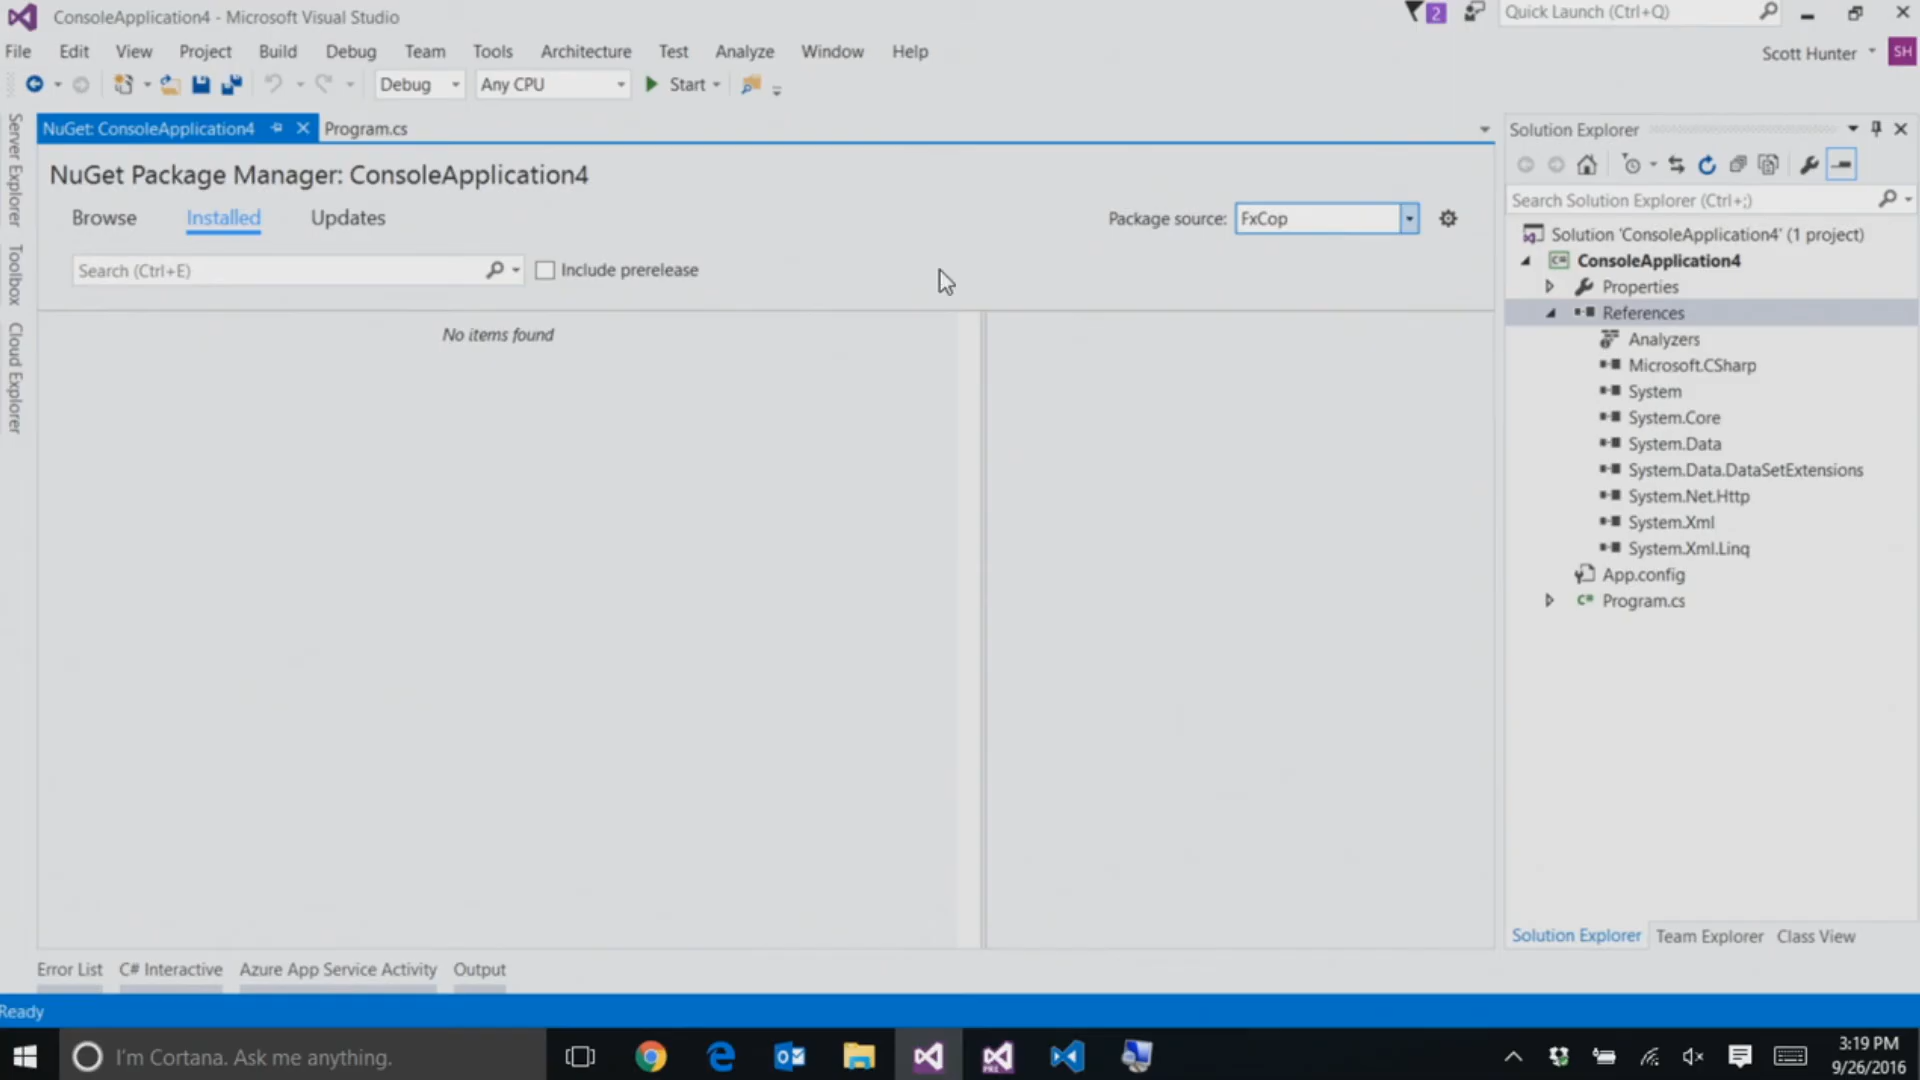 ConsoleApplication4 - Microsoft Visual Studio
2
Quick Launch (Ctrl+Q)
File Edit View Project Build Debug Team Tools Architecture Test Analyze Window Help
Scott Hunter SH
Debug Any CPU Start
Server Explorer
Toolbox
Cloud Explorer
NuGet: ConsoleApplication4 Program.cs
NuGet Package Manager: ConsoleApplication4
Browse Installed Updates
Package source: FxCop
Search (Ctrl+E) Include prerelease
No items found
Solution Explorer
Search Solution Explorer (Ctrl+;)
Solution 'ConsoleApplication4' (1 project)
C# ConsoleApplication4
Properties
References
Analyzers
Microsoft.CSharp
System
System.Core
System.Data
System.Data.DataSetExtensions
System.Net.Http
System.Xml
System.Xml.Linq
App.config
C# Program.cs
Solution Explorer Team Explorer Class View
Error List C# Interactive Azure App Service Activity Output
Ready
I'm Cortana. Ask me anything.
PRE
3:19 PM
9/26/2016